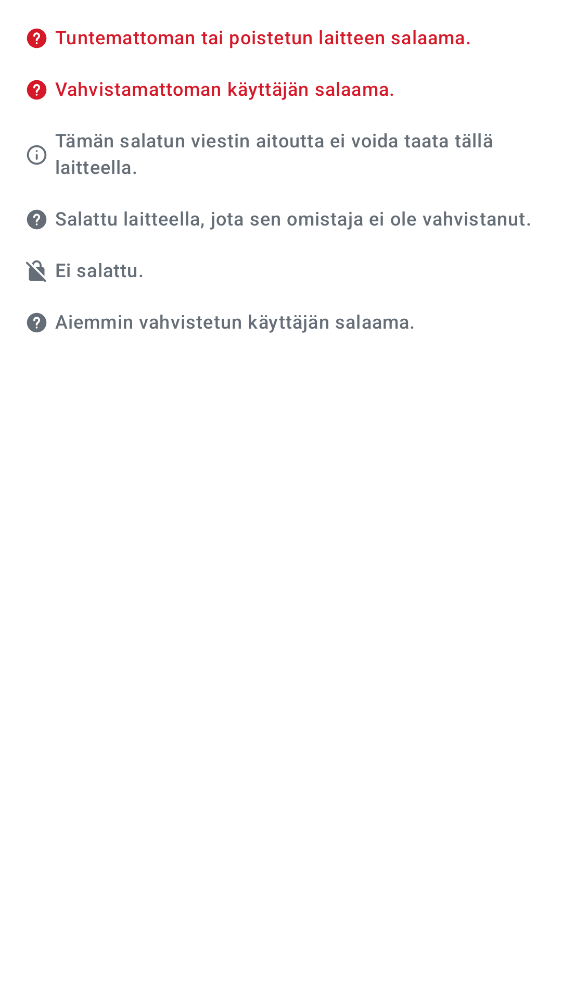 Tuntemattoman tai poistetun laitteen salaama.
Vahvistamattoman käyttäjän salaama.
Tämän salatun viestin aitoutta ei voida taata tällä
laitteella.
Salattu laitteella, jota sen omistaja ei ole vahvistanut.
Ei salattu.
Aiemmin vahvistetun käyttäjän salaama.